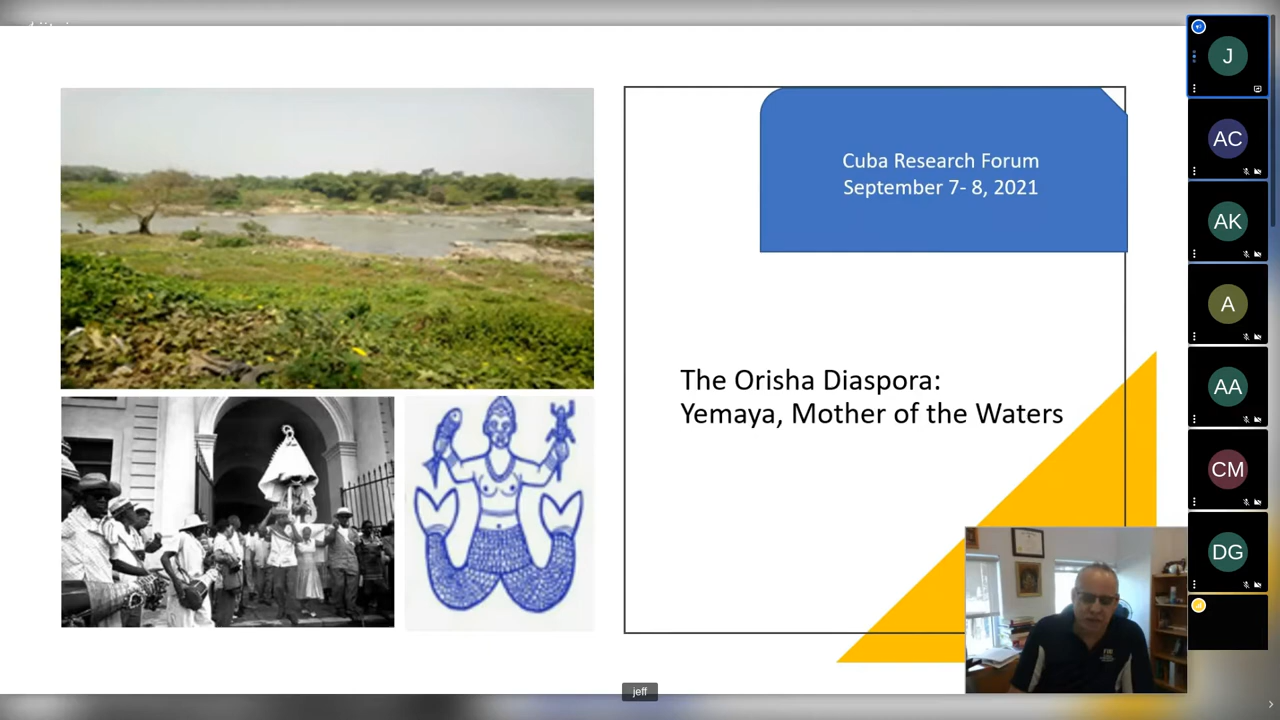 Cuba Research Forum
September 7- 8, 2021
The Orisha Diaspora:
Yemaya, Mother of the Waters
J
AC
AK
A
AA
CM
DG
jeff